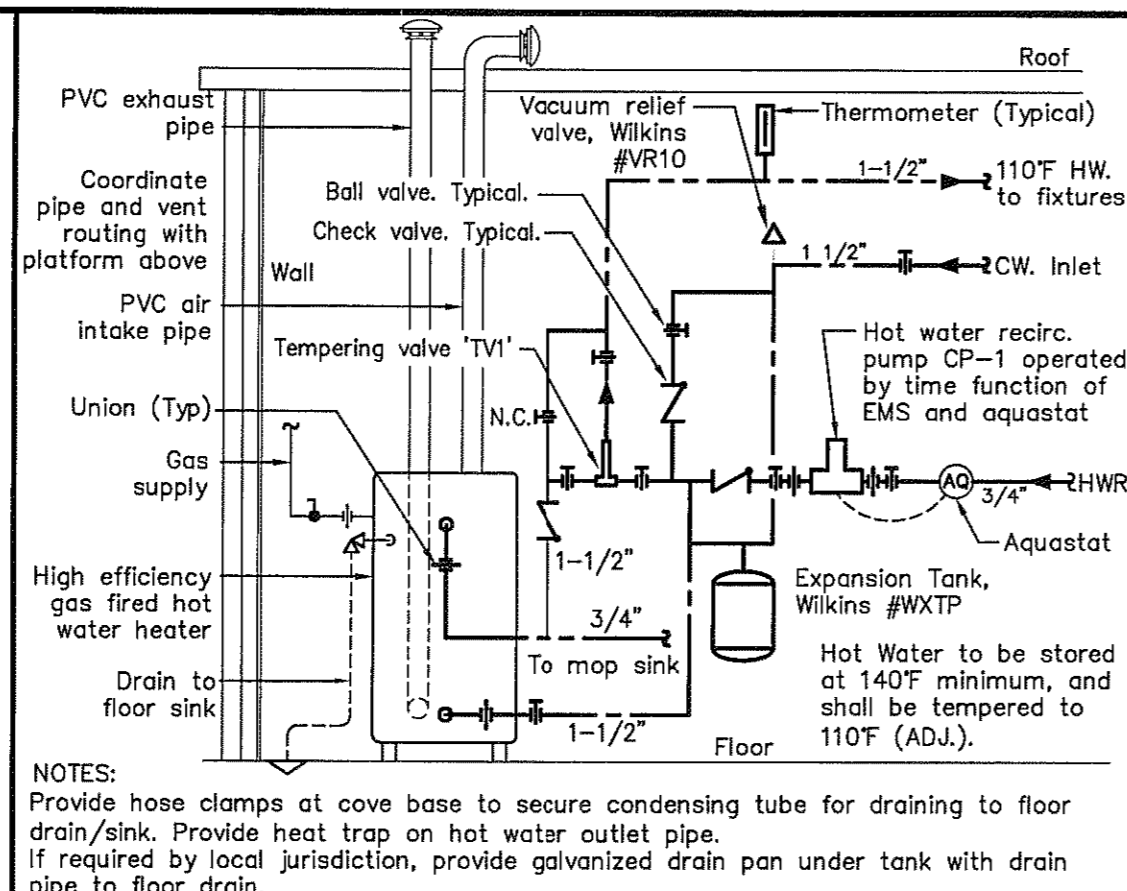 Roof
PVC exhaust
pipe
Vacuum relief
valve, Wilkins
#VR10
Thermometer (Typical)
1-1/2"
110°F HW.
to fixtures
Coordinate
pipe and vent
routing with
platform above
Ball valve. Typical.
Check valve. Typical.
Wall
1 1/2"
CW. Inlet
PVC air
intake pipe
Tempering valve 'TV1'
Hot water recirc.
pump CP-1 operated
by time function of
EMS and aquastat
Union (Typ)
N.C.
Gas
supply
AQ
3/4"
HWR
Aquastat
1-1/2"
High efficiency
gas fired hot
water heater
Expansion Tank,
Wilkins #WXTP
3/4"
To mop sink
Drain to
floor sink
Hot Water to be stored
at 140°F minimum, and
shall be tempered to
110°F (ADJ.).
1-1/2"
Floor
NOTES:
Provide hose clamps at cove base to secure condensing tube for draining to floor
drain/sink. Provide heat trap on hot water outlet pipe.
If required by local jurisdiction, provide galvanized drain pan under tank with drain
pipe to floor drain